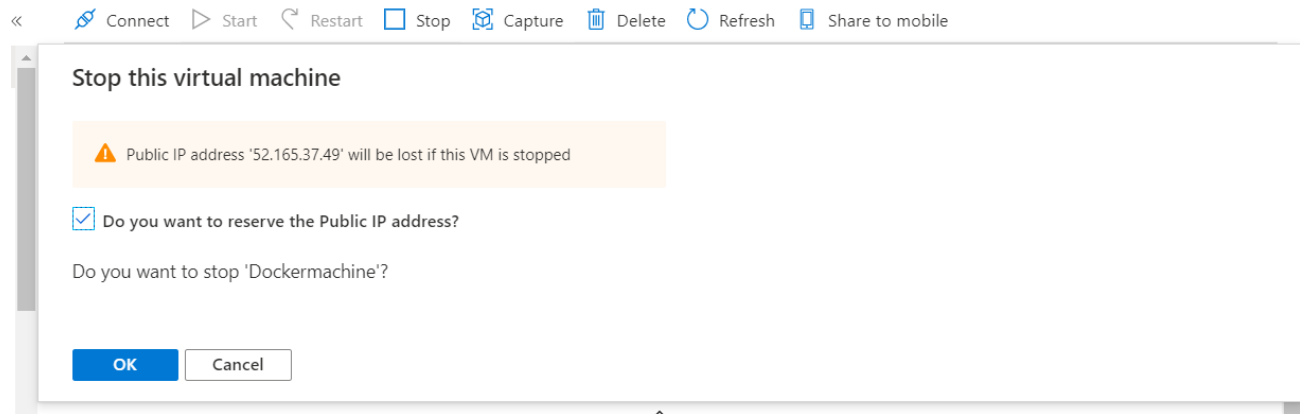 « Connect Start Restart Stop Capture Delete Refresh Share to mobile
Stop this virtual machine
Public IP address '52.165.37.49' will be lost if this VM is stopped
Do you want to reserve the Public IP address?
Do you want to stop 'Dockermachine'?
OK Cancel